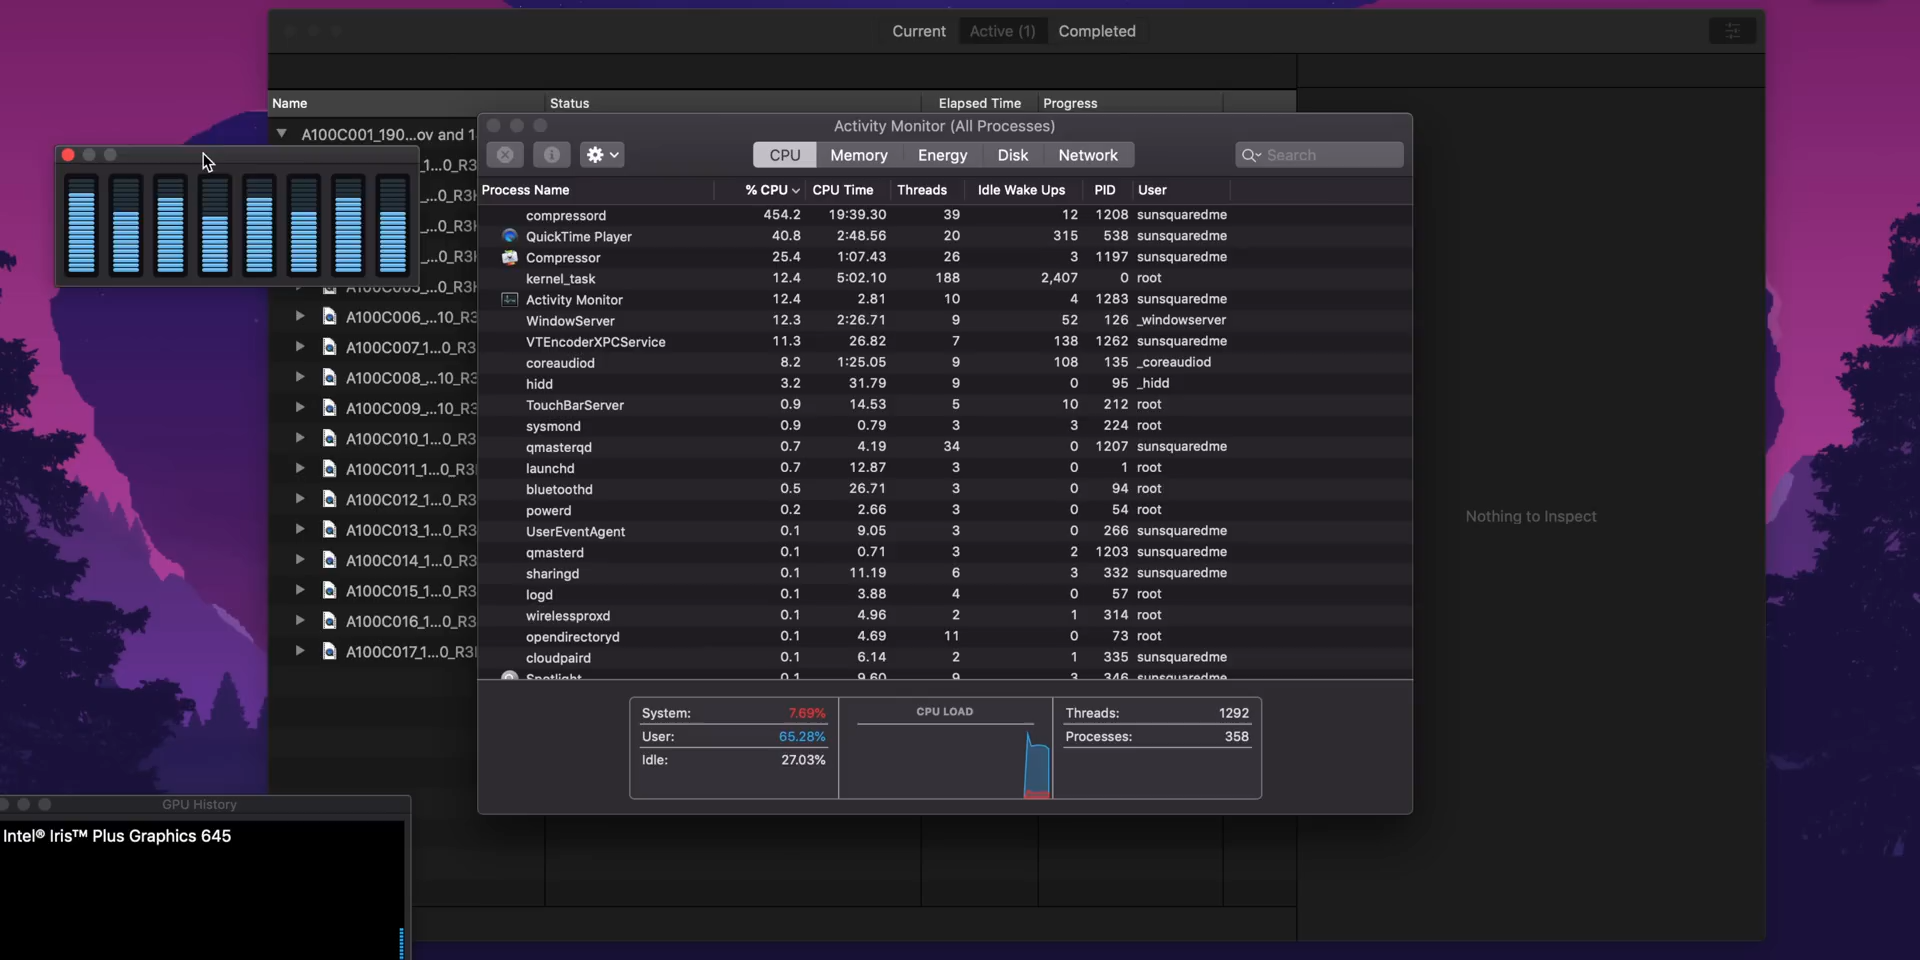 Current Active (1) Completed
Name Status Elapsed Time Progress
A100C001_190...ov and 1
_1...0_R3
_...0_R3
_...0_R3
_...0_R3
A100C005_...0_R3
A100C006_...10_R3
A100C007_1...0_R3
A100C008_...10_R3
A100C009_...10_R3
A100C010_1...0_R3
A100C011_1...0_R3
A100C012_1...0_R3
A100C013_1...0_R3
A100C014_1...0_R3
A100C015_1...0_R3
A100C016_1...0_R3
A100C017_1...0_R3
Activity Monitor (All Processes)
CPU Memory Energy Disk Network Search
Process Name % CPU CPU Time Threads Idle Wake Ups PID User
compressord 454.2 19:39.30 39 12 1208 sunsquaredme
QuickTime Player 40.8 2:48.56 20 315 538 sunsquaredme
Compressor 25.4 1:07.43 26 3 1197 sunsquaredme
kernel_task 12.4 5:02.10 188 2,407 0 root
Activity Monitor 12.4 2.81 10 4 1283 sunsquaredme
WindowServer 12.3 2:26.71 9 52 126 _windowserver
VTEncoderXPCService 11.3 26.82 7 138 1262 sunsquaredme
coreaudiod 8.2 1:25.05 9 108 135 _coreaudiod
hidd 3.2 31.79 9 0 95 _hidd
TouchBarServer 0.9 14.53 5 10 212 root
sysmond 0.9 0.79 3 3 224 root
qmasterqd 0.7 4.19 34 0 1207 sunsquaredme
launchd 0.7 12.87 3 0 1 root
bluetoothd 0.5 26.71 3 0 94 root
powerd 0.2 2.66 3 0 54 root
UserEventAgent 0.1 9.05 3 0 266 sunsquaredme
qmasterd 0.1 0.71 3 2 1203 sunsquaredme
sharingd 0.1 11.19 6 3 332 sunsquaredme
logd 0.1 3.88 4 0 57 root
wirelessproxd 0.1 4.96 2 1 314 root
opendirectoryd 0.1 4.69 11 0 73 root
cloudpaird 0.1 6.14 2 1 335 sunsquaredme
Spotlight 0.1 9.60 9 3 346 sunsquaredme
System: 7.69%
User: 65.28%
Idle: 27.03%
CPU LOAD
Threads: 1292
Processes: 358
Nothing to Inspect
GPU History
Intel® Iris™ Plus Graphics 645